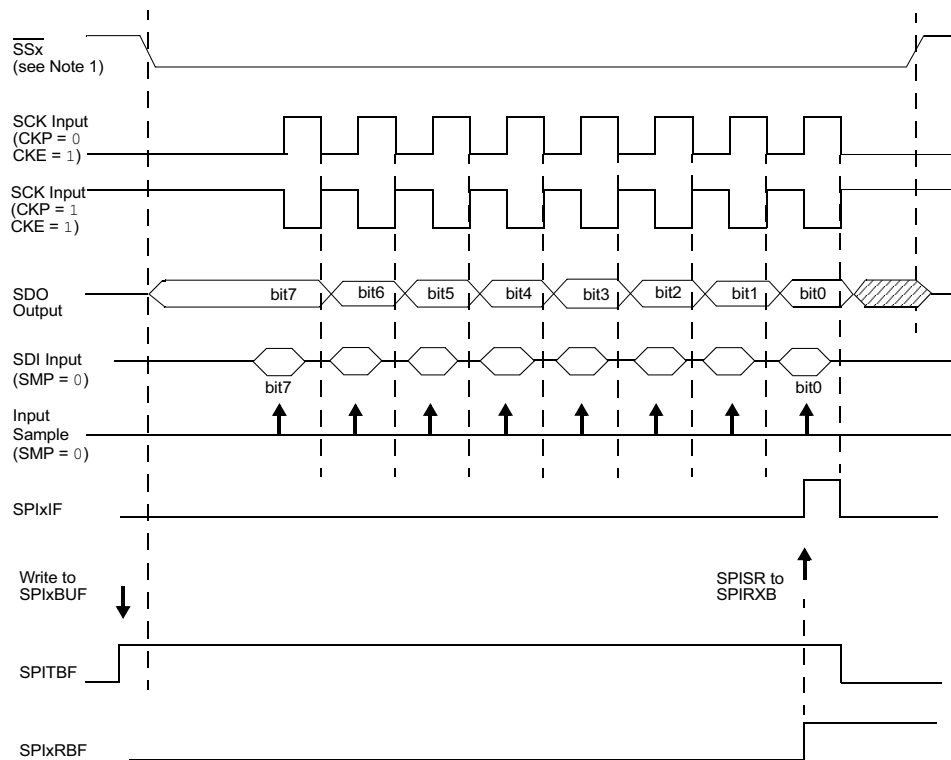 SSx
(see Note 1)
SCK Input
(CKP = 0
CKE = 1)
SCK Input
(CKP = 1
CKE = 1)
SDO
Output
bit7
bit6
bit5
bit4
bit3
bit2
bit1
bit0
SDI Input
(SMP = 0)
bit7
bit0
Input
Sample
(SMP = 0)
SPIxIF
Write to
SPIxBUF
SPISR to
SPIRXB
SPITBF
SPIxRBF